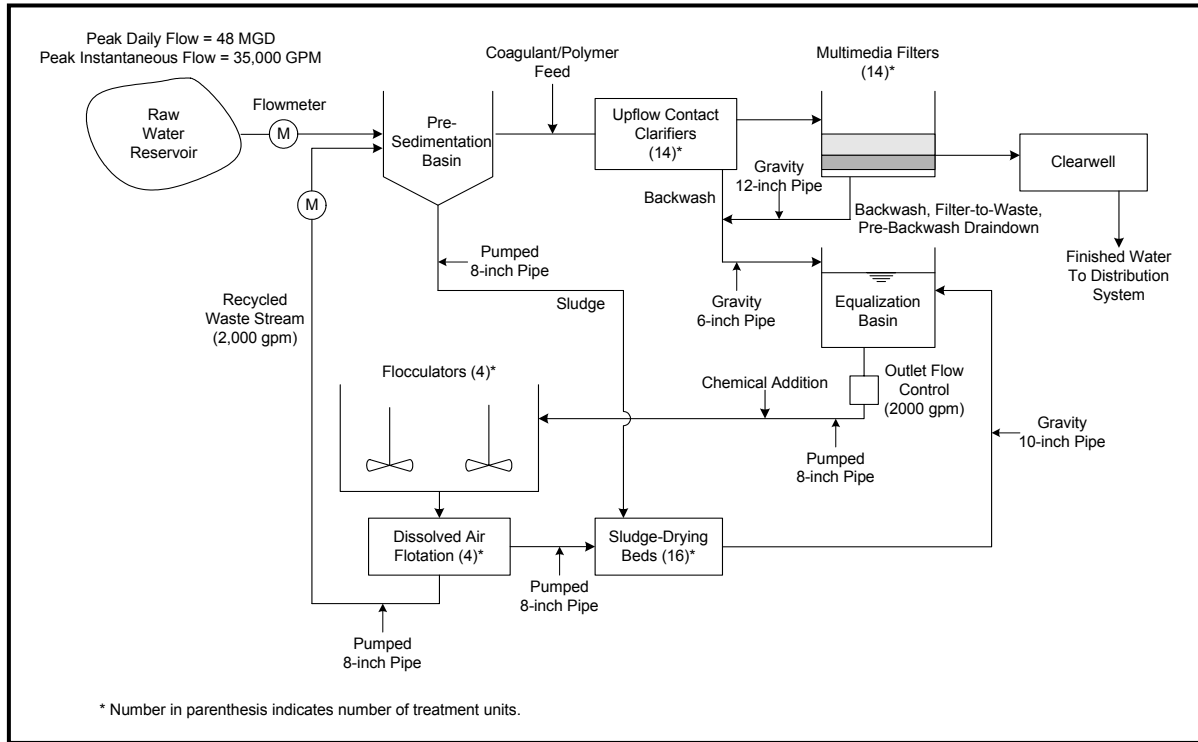 Peak Daily Flow = 48 MGD
Peak Instantaneous Flow = 35,000 GPM
Raw
Water
Reservoir
Flowmeter
M
M
Pre-
Sedimentation
Basin
Coagulant/Polymer
Feed
Upflow Contact
Clarifiers
(14)*
Multimedia Filters
(14)*
Clearwell
Gravity
12-inch Pipe
Backwash
Backwash, Filter-to-Waste,
Pre-Backwash Draindown
Finished Water
To Distribution
System
Pumped
8-inch Pipe
Sludge
Gravity
6-inch Pipe
Equalization
Basin
Recycled
Waste Stream
(2,000 gpm)
Flocculators (4)*
Chemical Addition
Outlet Flow
Control
(2000 gpm)
Pumped
8-inch Pipe
Gravity
10-inch Pipe
Dissolved Air
Flotation (4)*
Sludge-Drying
Beds (16)*
Pumped
8-inch Pipe
Pumped
8-inch Pipe
* Number in parenthesis indicates number of treatment units.